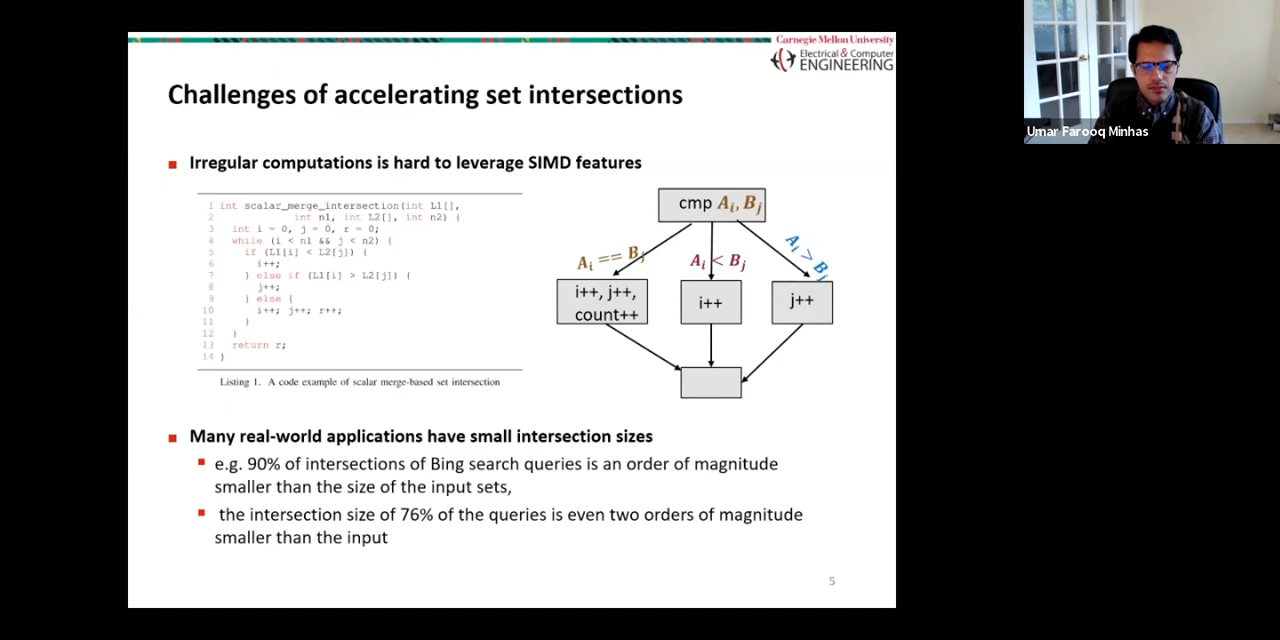 Carnegie Mellon University
Electrical & Computer
ENGINEERING
Challenges of accelerating set intersections
Irregular computations is hard to leverage SIMD features
1 int scalar_merge_intersection(int L1[],
2 int n1, int L2[], int n2) {
3 int i = 0, j = 0, r = 0;
4 while (i < n1 && j < n2) {
5 if (L1[i] < L2[j]) {
6 i++;
7 } else if (L1[i] > L2[j]) {
8 j++;
9 } else {
10 i++; j++; r++;
11 }
12 }
13 return r;
14 }
Listing 1. A code example of scalar merge-based set intersection
cmp Ai, Bj
Ai == Bj
Ai < Bj
Ai > Bj
i++, j++,
count++
i++
j++
Many real-world applications have small intersection sizes
e.g. 90% of intersections of Bing search queries is an order of magnitude
smaller than the size of the input sets,
the intersection size of 76% of the queries is even two orders of magnitude
smaller than the input
5
Umar Farooq Minhas